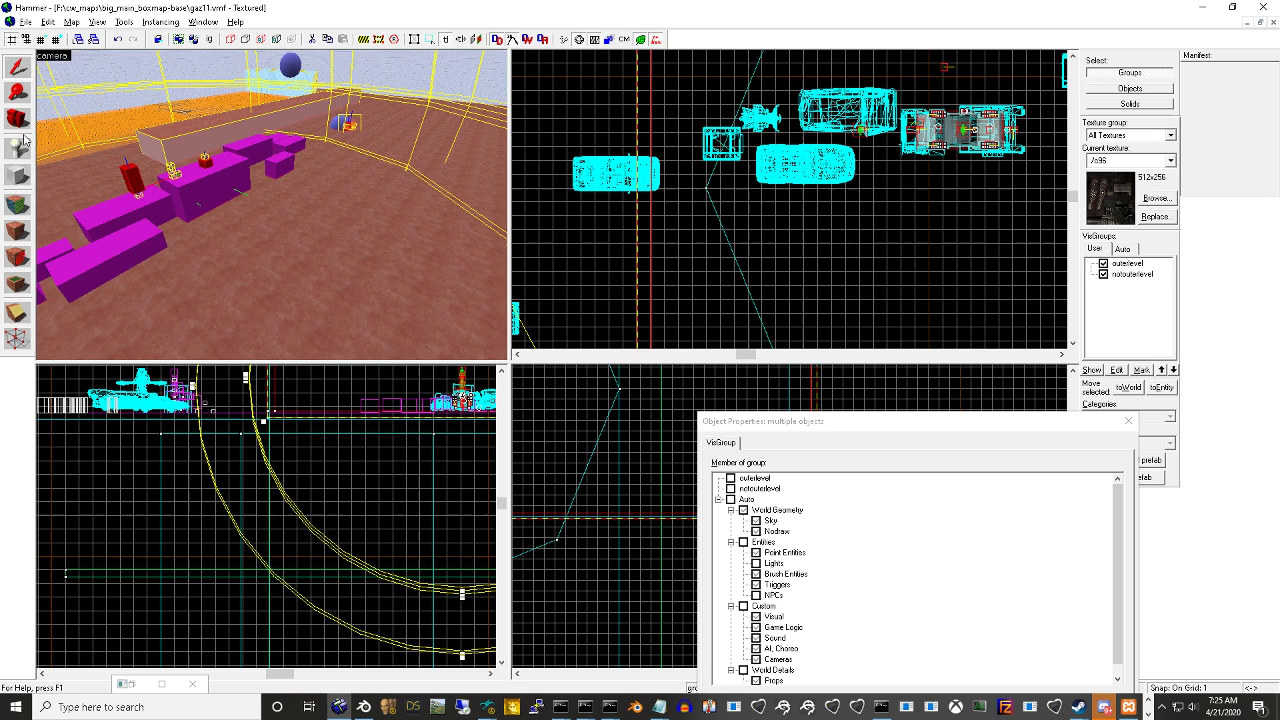 Hammer - [F:\cw_maps\big_main_boxmap-base\gaz11.vmf - Textured]
File Edit Map View Tools Instancing Window Help
camera
Manifest:
Select:
Groups
Objects
Solids
Texture group:
All Textures
Current texture:
7c96
512x256
Browse...
Replace...
VisGroups:
User Auto
outerlevel
notouterlevel
Show Edit Mark
Move
selected: toWorld toEntity
Categories:
prefab
efab
Object Properties: multiple objects
VisGroup
Member of group:
outerlevel
notouterlevel
Auto
World Geometry
Sky
Nodraw
Entities
Point Entities
Lights
Brush Entities
Triggers
NPCs
Custom
Visual
Game Logic
Sound
AI, Choreo
Cameras
World Details
Props
For Help, press F1
Snap: On Grid: 1
<->
Type here to search
7:25 AM
4/21/2020